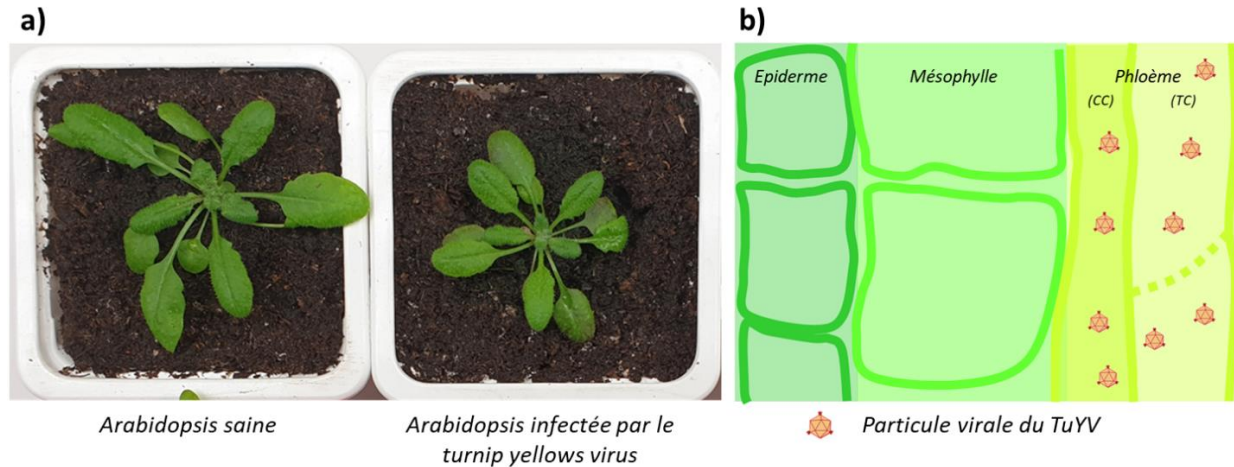 a)
b)
Epiderme
Mésophylle
Phloème
(CC)
(TC)
Arabidopsis saine
Arabidopsis infectée par le
turnip yellows virus
Particule virale du TuYV